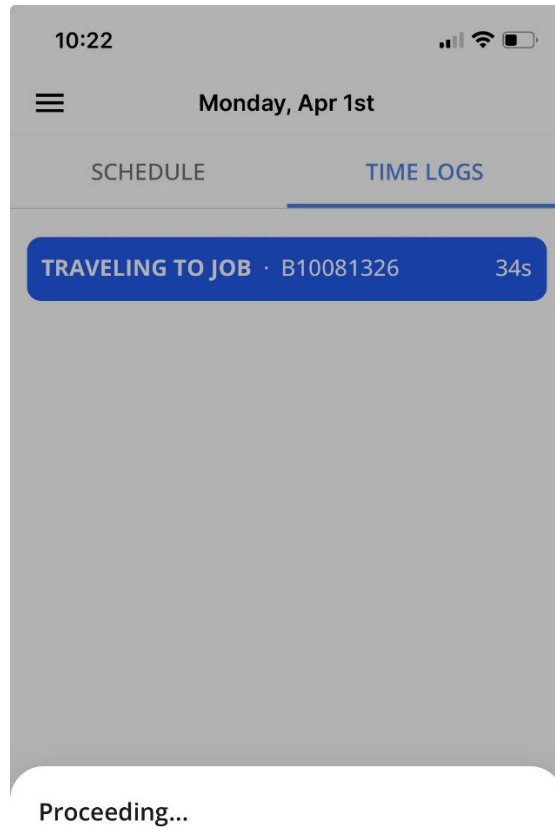 10:22
Monday, Apr 1st
SCHEDULE TIME LOGS
TRAVELING TO JOB · B10081326 34s
Proceeding...